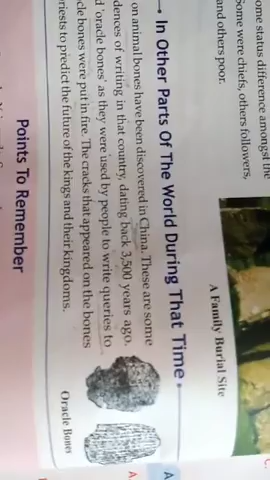 ome status difference amongst the
Some were chiefs, others followers,
and others poor.
A Family Burial Site
In Other Parts Of The World During That Time
on animal bones have been discovered in China. These are some
dences of writing in that country, dating back 3,500 years ago.
d 'oracle bones' as they were used by people to write queries to
cle bones were put in fire. The cracks that appeared on the bones
riests to predict the future of the kings and their kingdoms.
Oracle Bones
Points To Remember